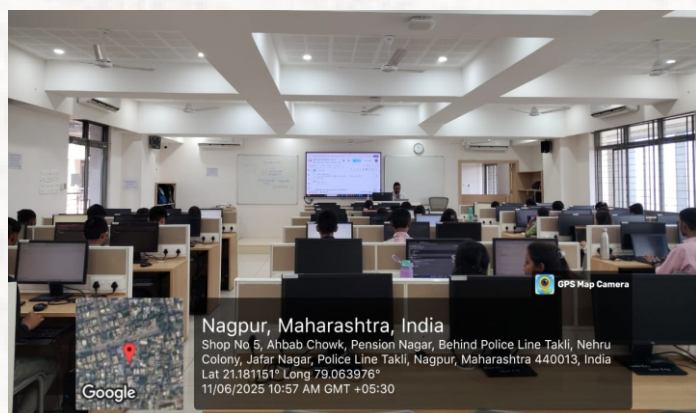 GPS Map Camera
Nagpur, Maharashtra, India
Shop No 5, Ahbab Chowk, Pension Nagar, Behind Police Line Takli, Nehru
Colony, Jafar Nagar, Police Line Takli, Nagpur, Maharashtra 440013, India
Lat 21.181151° Long 79.063976°
11/06/2025 10:57 AM GMT +05:30
Google